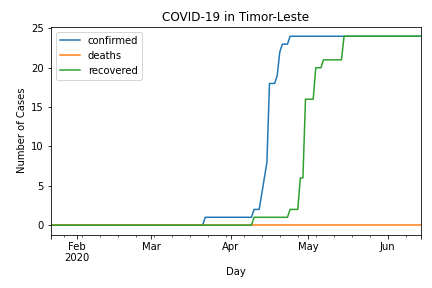 COVID-19 in Timor-Leste
25
20
15
10
5
0
Number of Cases
confirmed
deaths
recovered
Feb Mar Apr May Jun
2020
Day